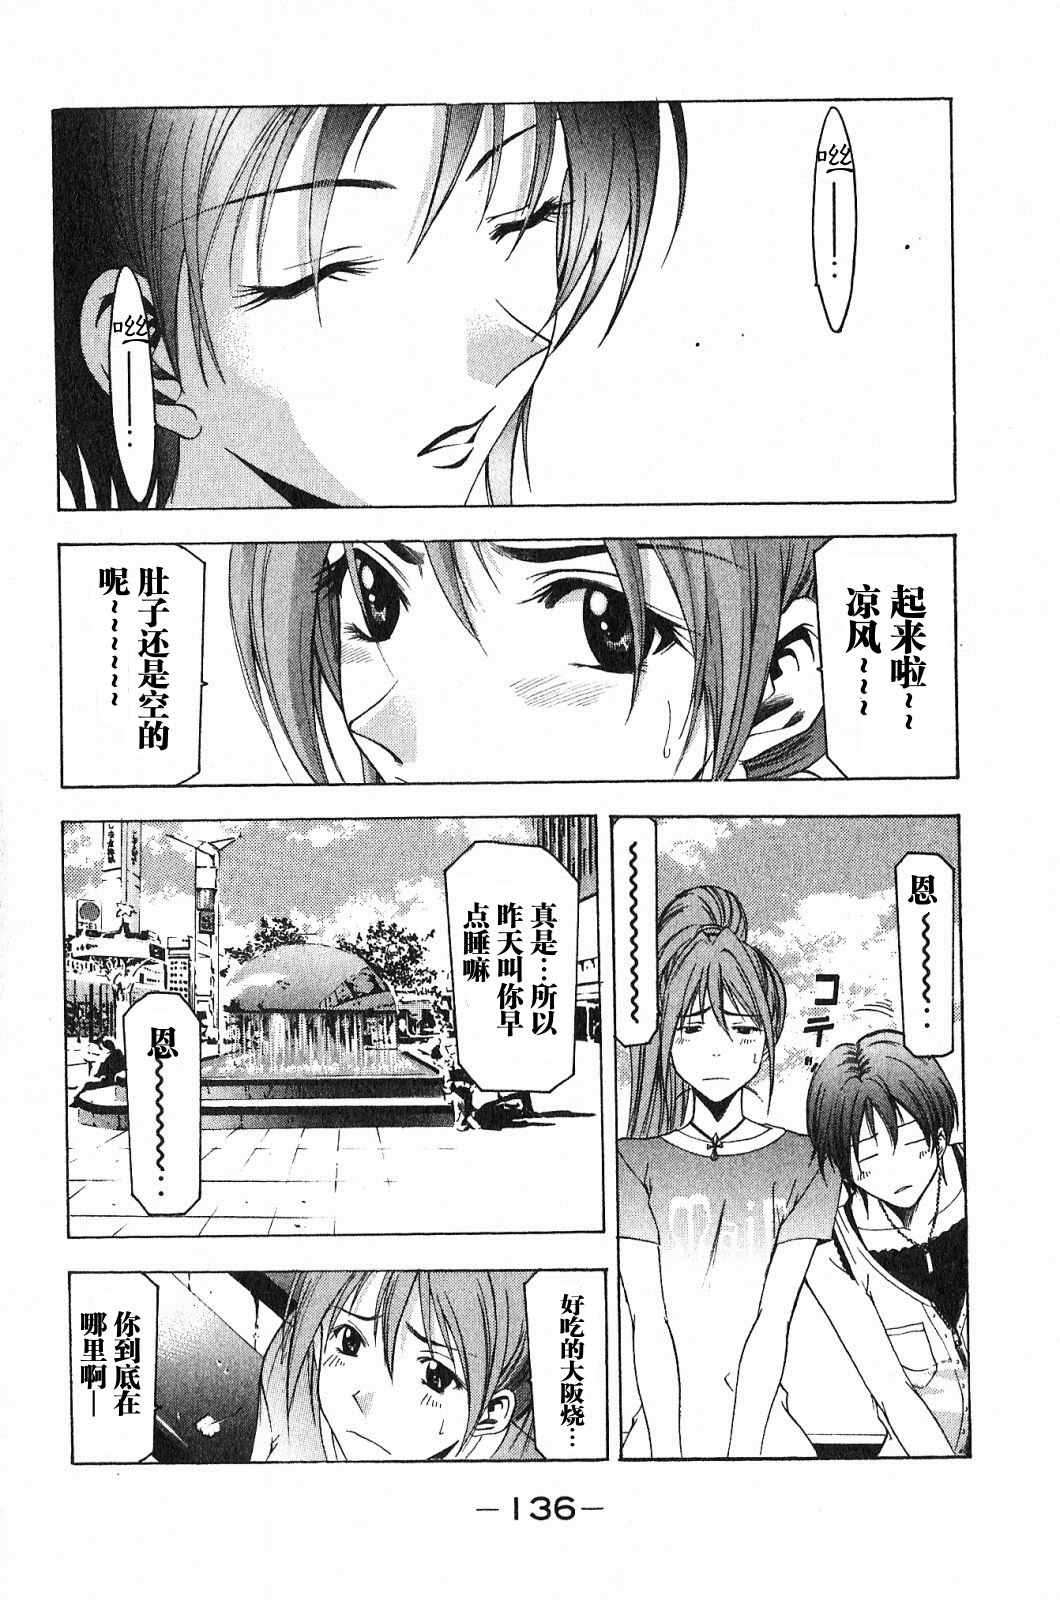 咝
——…
咝
——…
起来啦~~
凉风~~~
肚子还是空的
呢~~~~~~
恩
~~~~~…
~~~~~~~~~~
コテ
真是…所以
昨天叫你早
点睡嘛
恩
~~~~~~…
好吃的大阪烧…
你到底在
哪里啊—
—136—